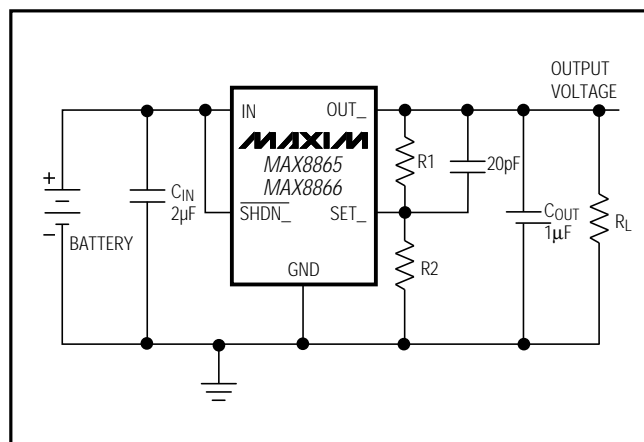 OUTPUT
VOLTAGE
IN
OUT_
MAXIM
MAX8865
MAX8866
SHDN_
SET_
GND
R1
20pF
R2
+
−
BATTERY
CIN
2µF
COUT
1µF
RL